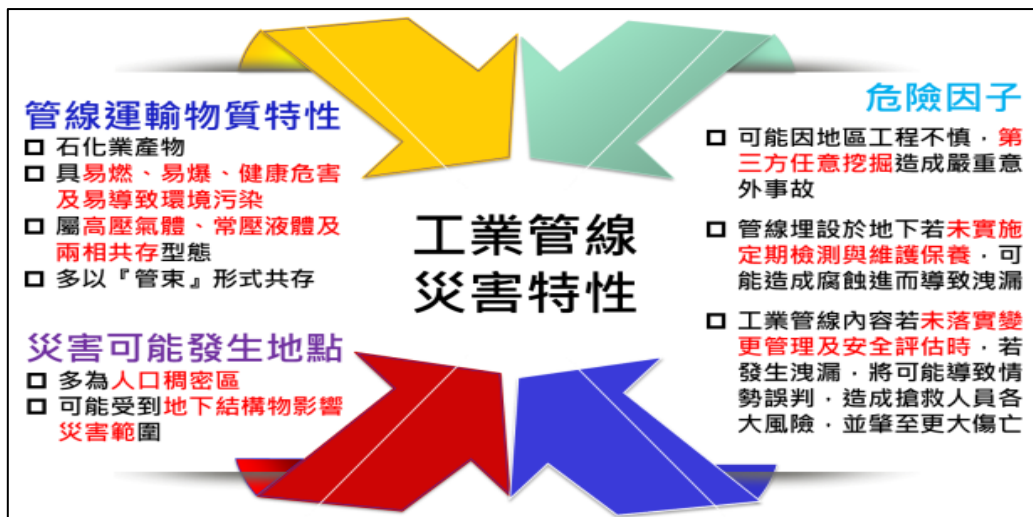 管線運輸物質特性
□ 石化業產物
□ 具易燃、易爆、健康危害
及易導致環境污染
□ 屬高壓氣體、常壓液體及
兩相共存型態
□ 多以『管束』形式共存
災害可能發生地點
□ 多為人口稠密區
□ 可能受到地下結構物影響
災害範圍
工業管線
災害特性
危險因子
□ 可能因地區工程不慎，第
三方任意挖掘造成嚴重意
外事故
□ 管線埋設於地下若未實施
定期檢測與維護保養，可
能造成腐蝕進而導致洩漏
□ 工業管線內容若未落實變
更管理及安全評估時，若
發生洩漏，將可能導致情
勢誤判，造成搶救人員各
大風險，並肇至更大傷亡